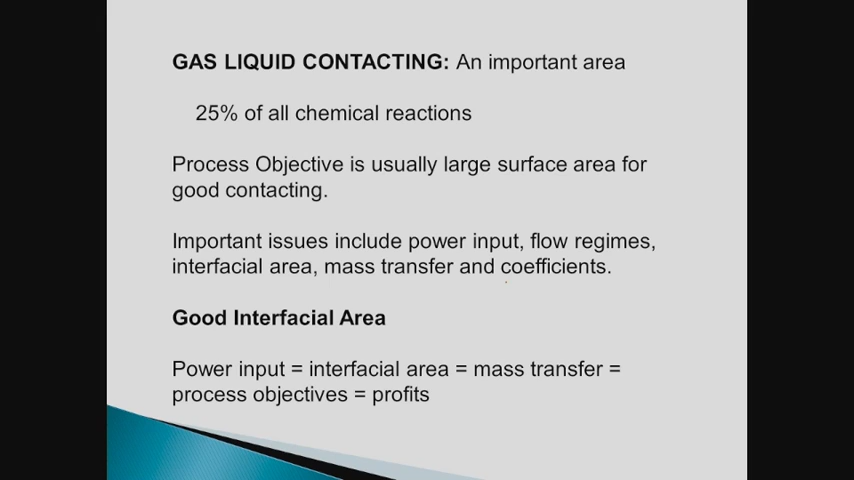 GAS LIQUID CONTACTING: An important area
25% of all chemical reactions
Process Objective is usually large surface area for
good contacting.
Important issues include power input, flow regimes,
interfacial area, mass transfer and coefficients.
Good Interfacial Area
Power input = interfacial area = mass transfer =
process objectives = profits